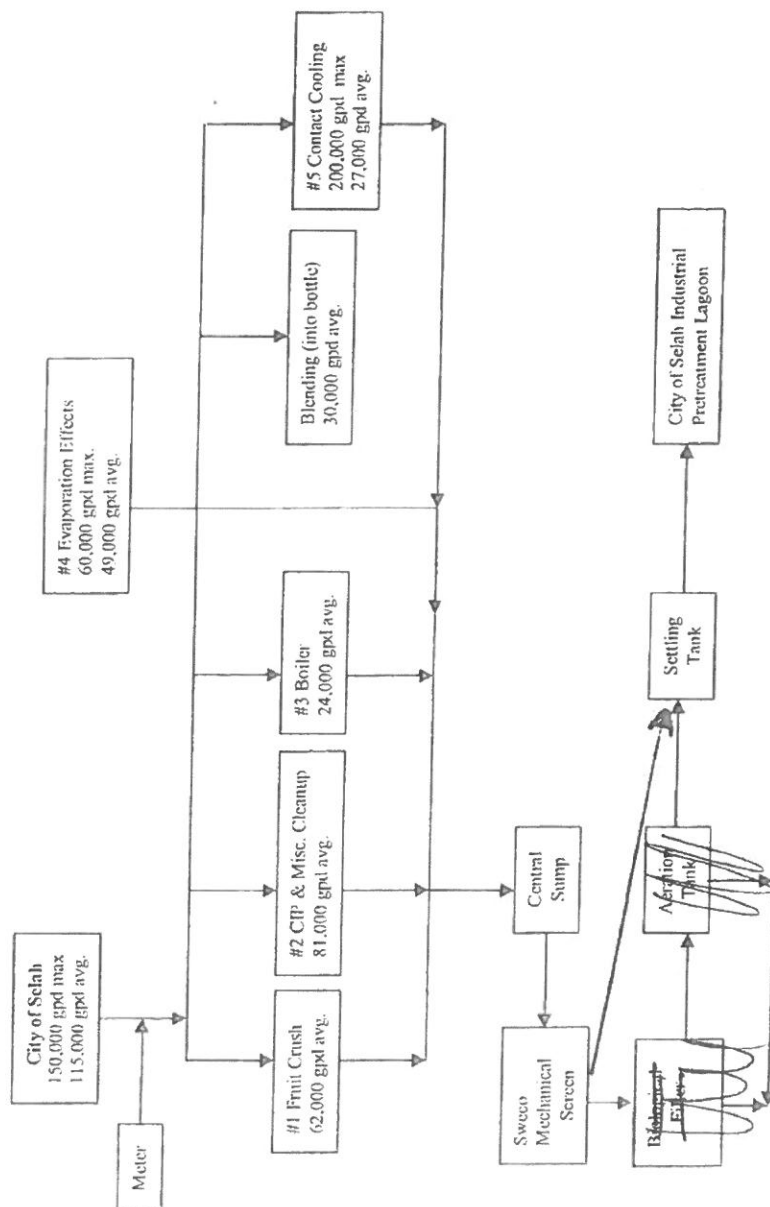 Meter
City of Selah
150,000 gpd max
115,000 gpd avg.
#4 Evaporation Effects
60,000 gpd max.
49,000 gpd avg.
#1 Fruit Crush
62,000 gpd avg.
#2 CIP & Misc. Cleanup
81,000 gpd avg.
#3 Boiler
24,000 gpd avg.
Blending (into bottle)
30,000 gpd avg.
#5 Contact Cooling
200,000 gpd max
27,000 gpd avg.
Central
Sump
Sweco
Mechanical
Screen
Biological
Filter
Aeration
Tank
Settling
Tank
City of Selah Industrial
Pretreatment Lagoon